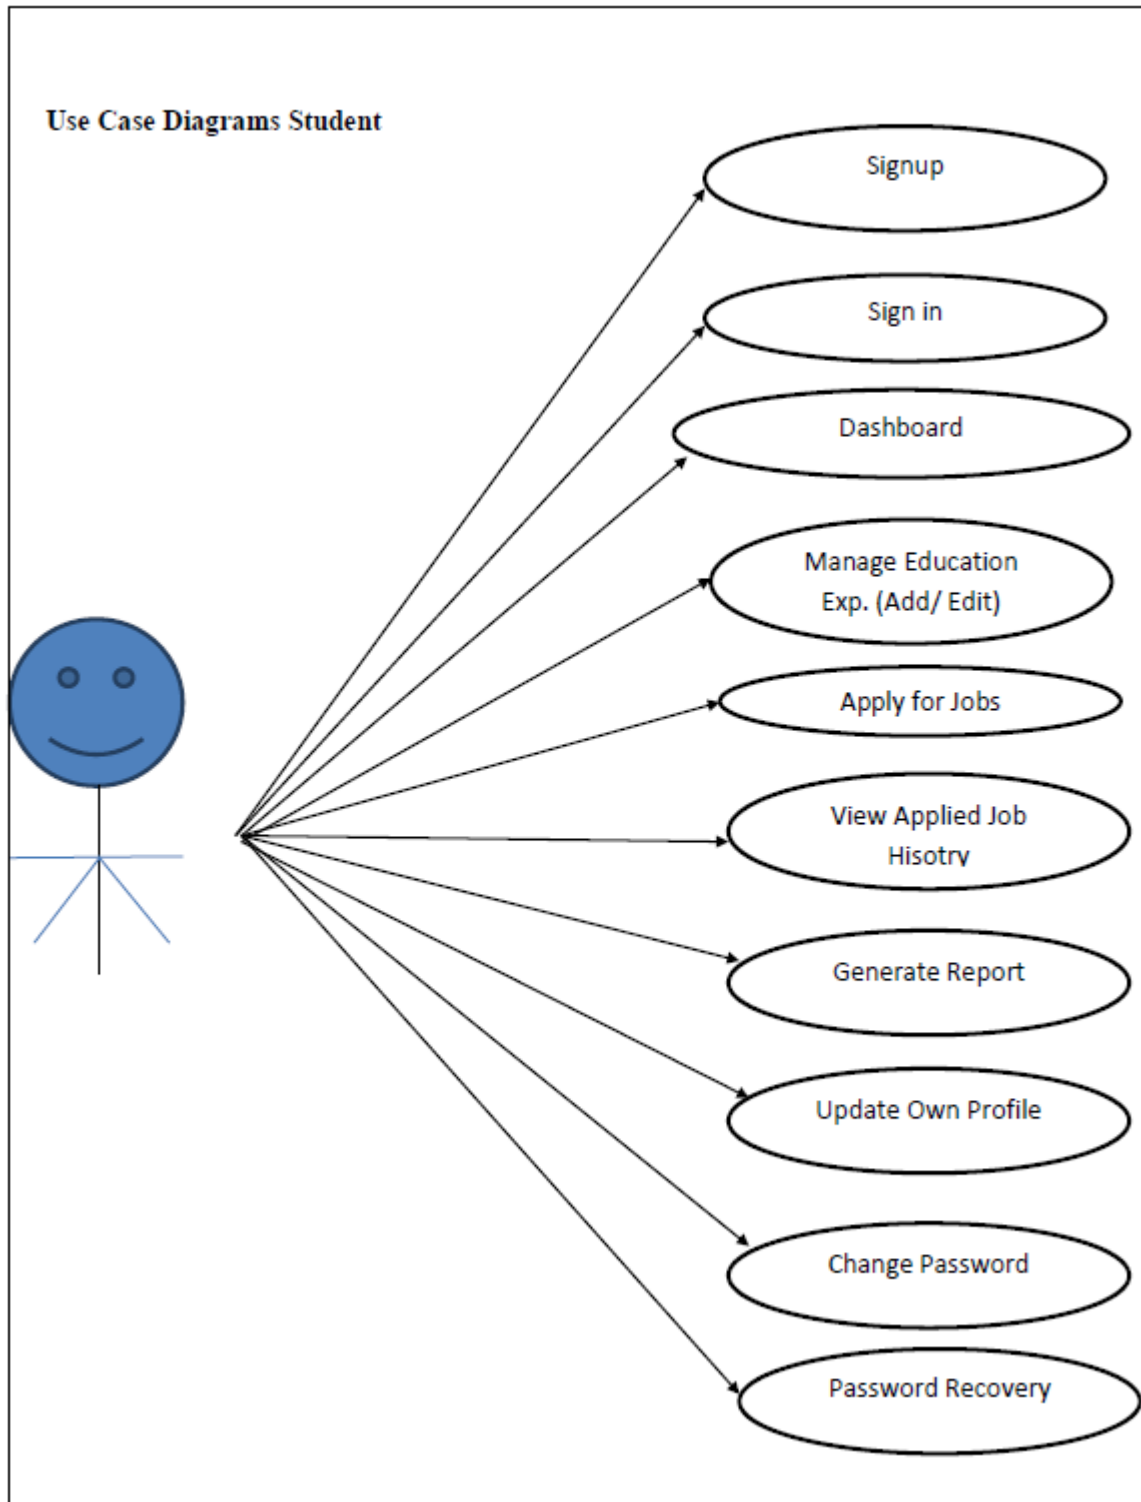 Use Case Diagrams Student
Signup
Sign in
Dashboard
Manage Education
Exp. (Add/ Edit)
Apply for Jobs
View Applied Job
Hisotry
Generate Report
Update Own Profile
Change Password
Password Recovery